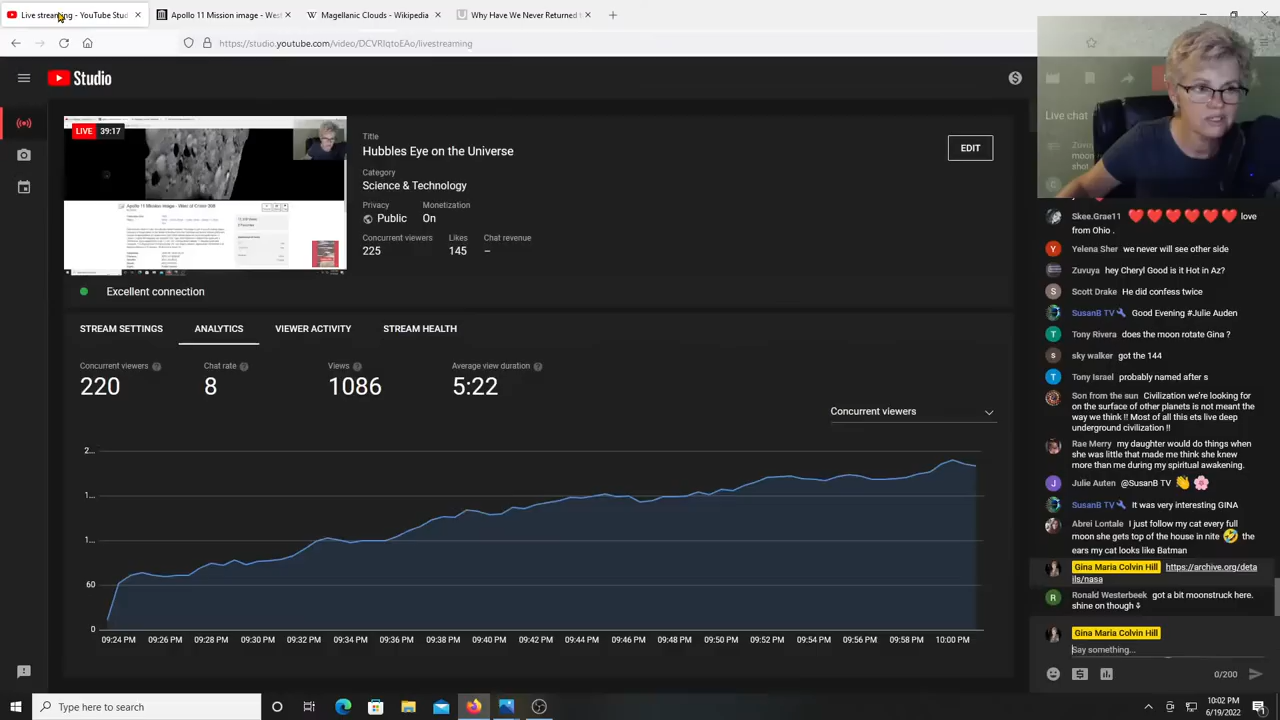 Live streaming - YouTube Stud
Apollo 11 Mission image - Wes
Magellanic Clouds - Wikipedia
Why Have We Never Returned
https://studio.youtube.com/video/DCVRIqtoEAo/livestreaming
Studio
LIVE 39:17
Apollo 11 Mission image - West of Crater 308
Title
Hubbles Eye on the Universe
EDIT
Category
Science & Technology
Privacy
Monetization
Public
On
225
145
Excellent connection
STREAM SETTINGS
ANALYTICS
VIEWER ACTIVITY
STREAM HEALTH
Concurrent viewers
220
Chat rate
8
Views
1086
Average view duration
5:22
Concurrent viewers
2...
1...
1...
60
0
09:24 PM 09:26 PM 09:28 PM 09:30 PM 09:32 PM 09:34 PM 09:36 PM 09:38 PM 09:40 PM 09:42 PM 09:44 PM 09:46 PM 09:48 PM 09:50 PM 09:52 PM 09:54 PM 09:56 PM 09:58 PM 10:00 PM
Live chat
Skee.Grae11 ❤❤❤❤❤❤ love
from Ohio .
Yelena Sher we never will see other side
Zuvuya hey Cheryl Good is it Hot in Az?
Scott Drake He did confess twice
SusanB TV Good Evening #Julie Auden
Tony Rivera does the moon rotate Gina ?
sky walker got the 144
Tony Israel probably named after s
Son from the sun Civilization we're looking for
on the surface of other planets is not meant the
way we think !! Most of all this ets live deep
underground civilization !!
Rae Merry my daughter would do things when
she was little that made me think she knew
more than me during my spiritual awakening.
Julie Auten @SusanB TV 👏🌸
SusanB TV It was very interesting GINA
Abrei Lontale I just follow my cat every full
moon she gets top of the house in nite 🤣 the
ears my cat looks like Batman
Gina Maria Colvin Hill https://archive.org/deta
ils/nasa
Ronald Westerbeek got a bit moonstruck here.
shine on though
Gina Maria Colvin Hill
Say something...
0/200
Type here to search
10:02 PM
6/19/2022